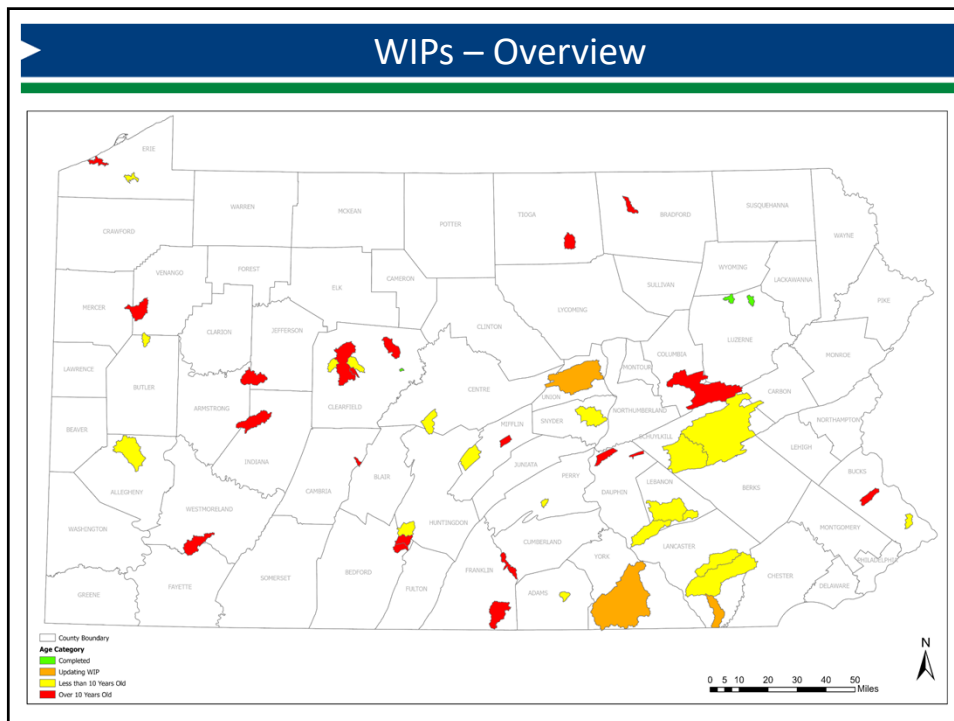 WIPs – Overview
ERIE
WARREN
MCKEAN
POTTER
TIOGA
BRADFORD
SUSQUEHANNA
WAYNE
CRAWFORD
WYOMING
LACKAWANNA
VENANGO
FOREST
CAMERON
SULLIVAN
ELK
PIKE
MERCER
LYCOMING
CLINTON
JEFFERSON
CLARION
LUZERNE
COLUMBIA
MONROE
MONTOUR
LAWRENCE
CENTRE
BUTLER
CARBON
UNION
CLEARFIELD
ARMSTRONG
NORTHUMBERLAND
SNYDER
NORTHAMPTON
BEAVER
MIFFLIN
SCHUYLKILL
LEHIGH
INDIANA
JUNIATA
BUCKS
BLAIR
PERRY
ALLEGHENY
CAMBRIA
DAUPHIN
LEBANON
BERKS
WESTMORELAND
HUNTINGDON
MONTGOMERY
WASHINGTON
CUMBERLAND
LANCASTER
YORK
PHILADELPHIA
FRANKLIN
BEDFORD
CHESTER
FAYETTE
SOMERSET
FULTON
DELAWARE
GREENE
ADAMS
County Boundary
Age Category
Completed
Updating WIP
Less than 10 Years Old
Over 10 Years Old
N
0 5 10 20 30 40 50
Miles